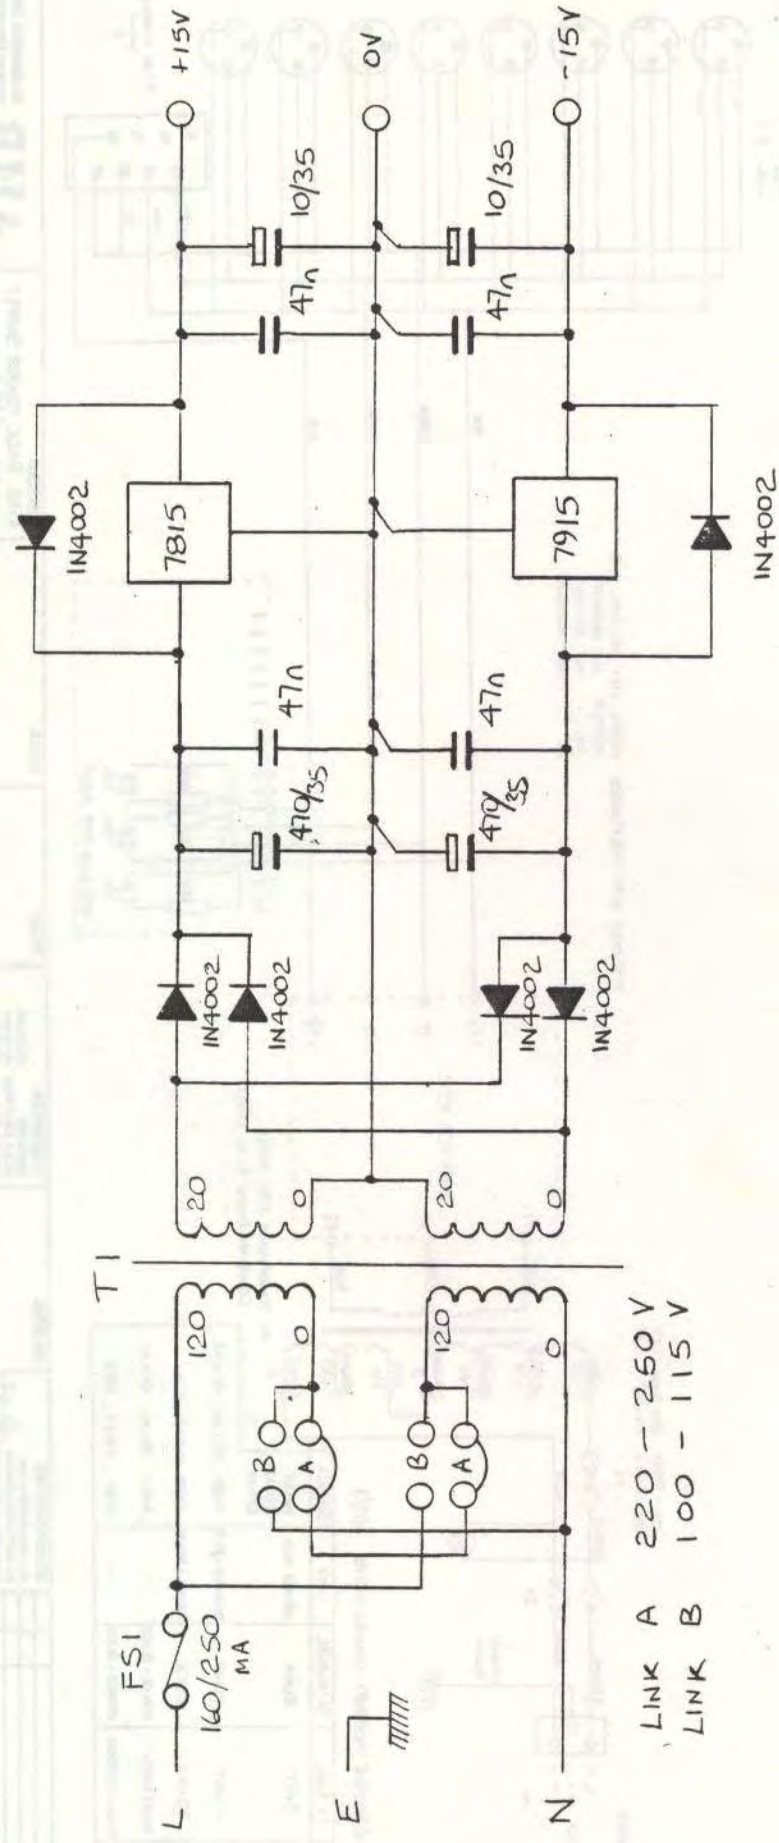 L
E
N
FS1
160/250
MA
B
A
B
A
LINK A 220 - 250 V
LINK B 100 - 115 V
T1
120
0
120
0
20
0
20
0
1N4002
1N4002
1N4002
1N4002
470/35
47n
470/35
47n
1N4002
7815
7915
1N4002
47n
10/35
47n
10/35
+15V
0V
-15V